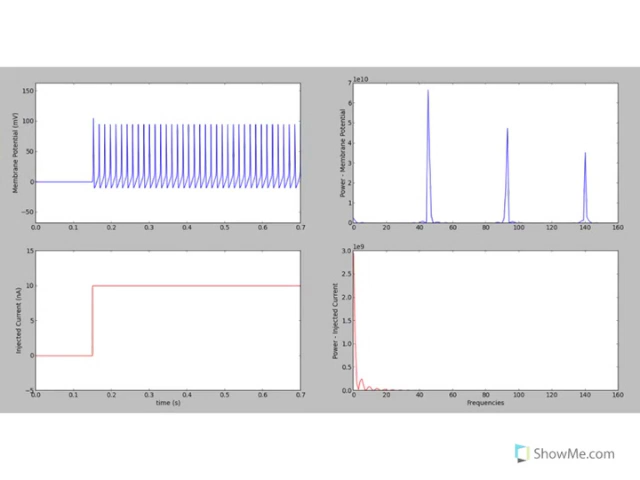 1e10
150
100
50
0
−50
Membrane Potential (mV)
0.0 0.1 0.2 0.3 0.4 0.5 0.6 0.7
7
6
5
4
3
2
1
0
Power - Membrane Potential
0 20 40 60 80 100 120 140 160
15
10
5
0
−5
Injected Current (nA)
0.0 0.1 0.2 0.3 0.4 0.5 0.6 0.7
time (s)
1e9
3.0
2.5
2.0
1.5
1.0
0.5
0.0
Power - Injected Current
0 20 40 60 80 100 120 140 160
Frequencies
ShowMe.com